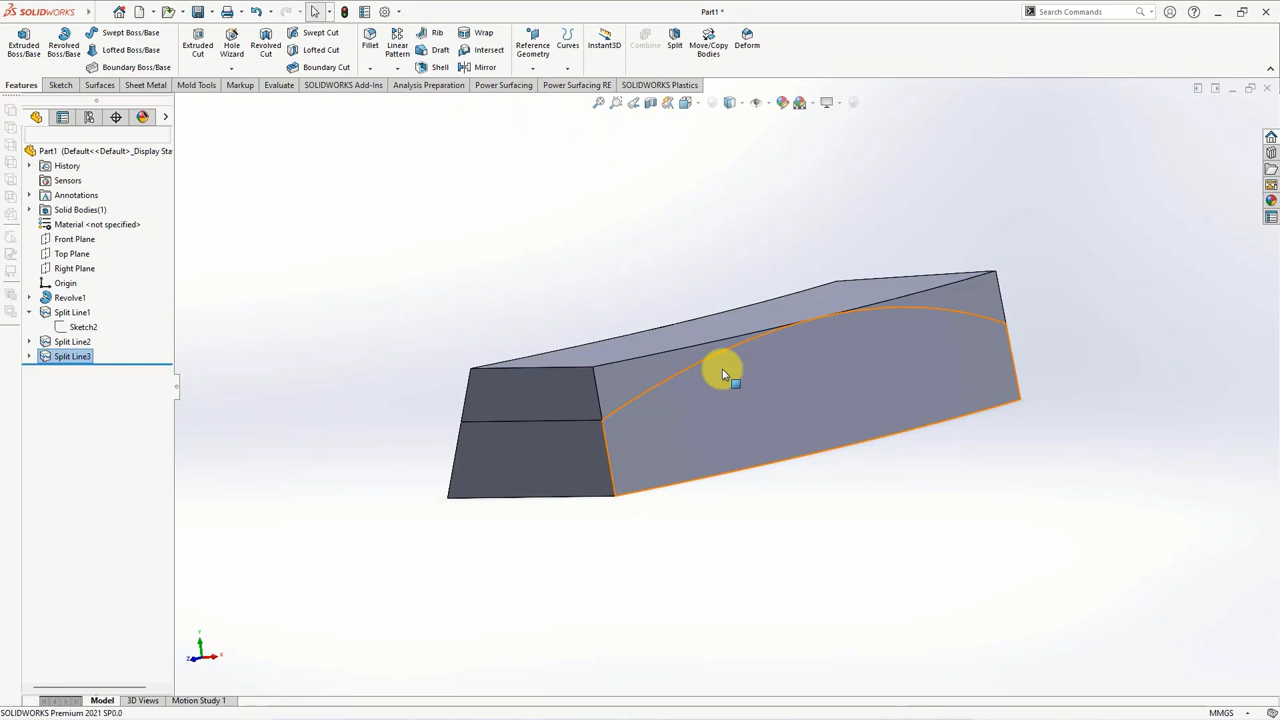 SOLIDWORKS
Part1 *
Search Commands
Extruded Boss/Base
Revolved Boss/Base
Swept Boss/Base
Lofted Boss/Base
Boundary Boss/Base
Extruded Cut
Hole Wizard
Revolved Cut
Swept Cut
Lofted Cut
Boundary Cut
Fillet
Linear Pattern
Rib
Draft
Shell
Wrap
Intersect
Mirror
Reference Geometry
Curves
Instant3D
Combine
Split
Move/Copy Bodies
Deform
Features
Sketch
Surfaces
Sheet Metal
Mold Tools
Markup
Evaluate
SOLIDWORKS Add-Ins
Analysis Preparation
Power Surfacing
Power Surfacing RE
SOLIDWORKS Plastics
Part1 (Default<<Default>_Display Sta
History
Sensors
Annotations
Solid Bodies(1)
Material <not specified>
Front Plane
Top Plane
Right Plane
Origin
Revolve1
Split Line1
Sketch2
Split Line2
Split Line3
Y
Z
X
Model
3D Views
Motion Study 1
SOLIDWORKS Premium 2021 SP0.0
MMGS